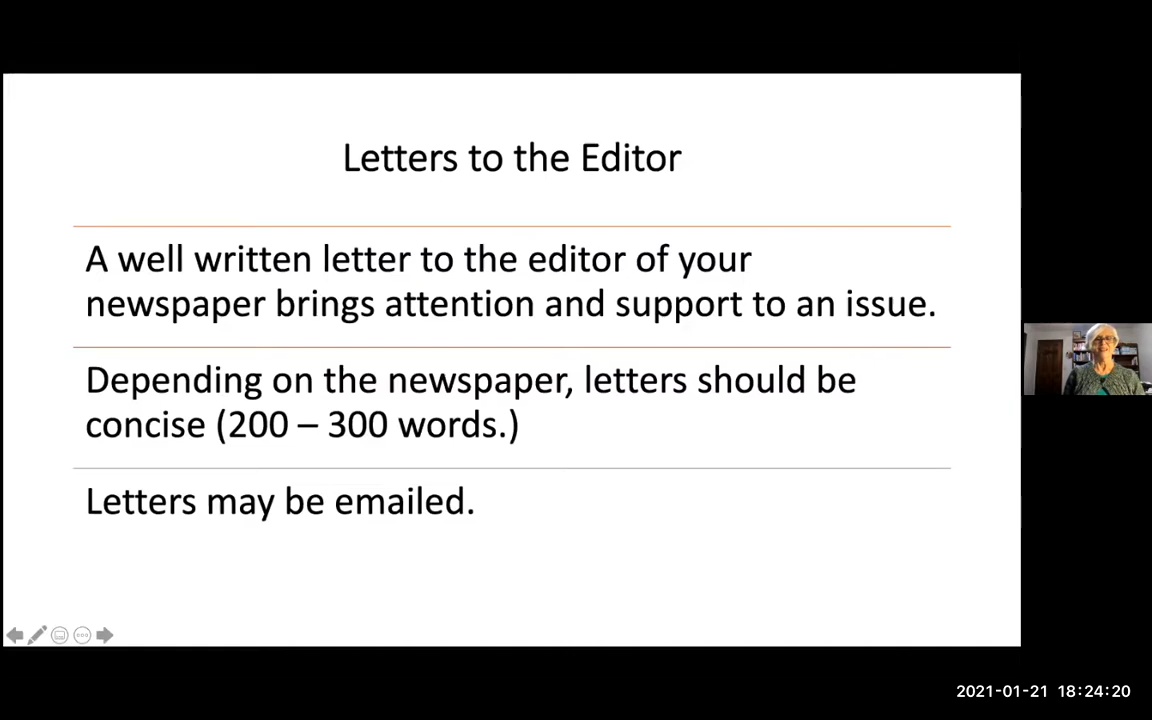 Letters to the Editor
A well written letter to the editor of your
newspaper brings attention and support to an issue.
Depending on the newspaper, letters should be
concise (200 – 300 words.)
Letters may be emailed.
2021-01-21 18:24:20